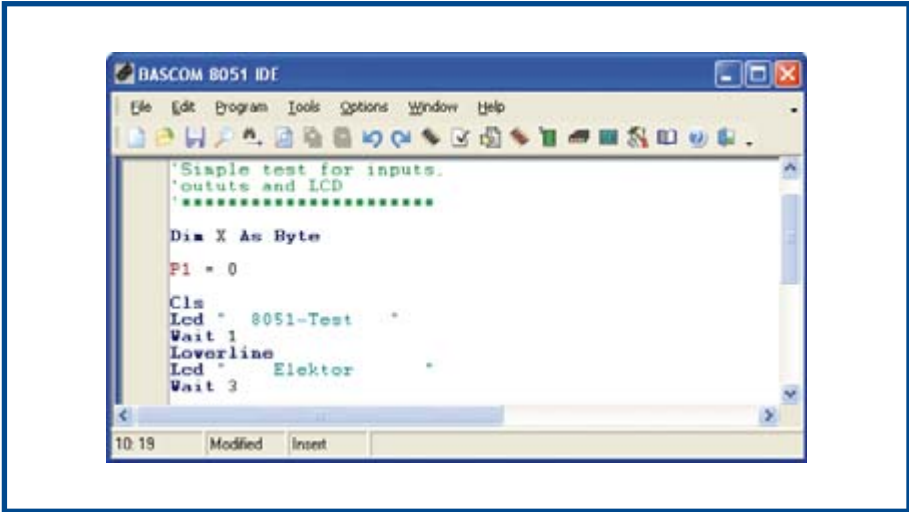 BASCOM 8051 IDE
File Edit Program Tools Options Window Help
'Simple test for inputs,
'oututs and LCD
'**********************
Dim X As Byte
P1 = 0
Cls
Lcd "   8051-Test    "
Wait 1
Lowerline
Lcd "    Elektor       "
Wait 3
10: 19 Modified Insert